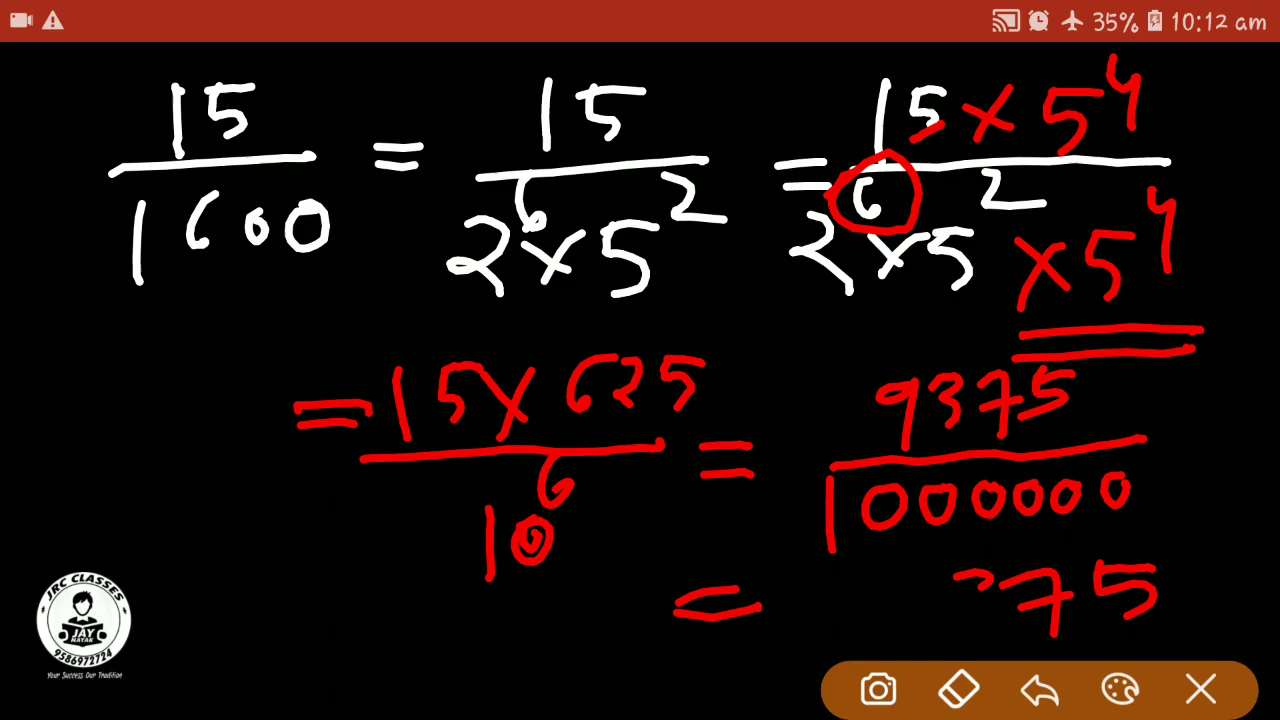 35% 10:12 am
15/1600 = 15/2⁶×5² = 15×5⁴/2⁶×5²×5⁴
= 15×625/10⁶ = 9375/1000000
= 75
JRC CLASSES
JAY
NAYAK
9586972724
Your Success Our Tradition